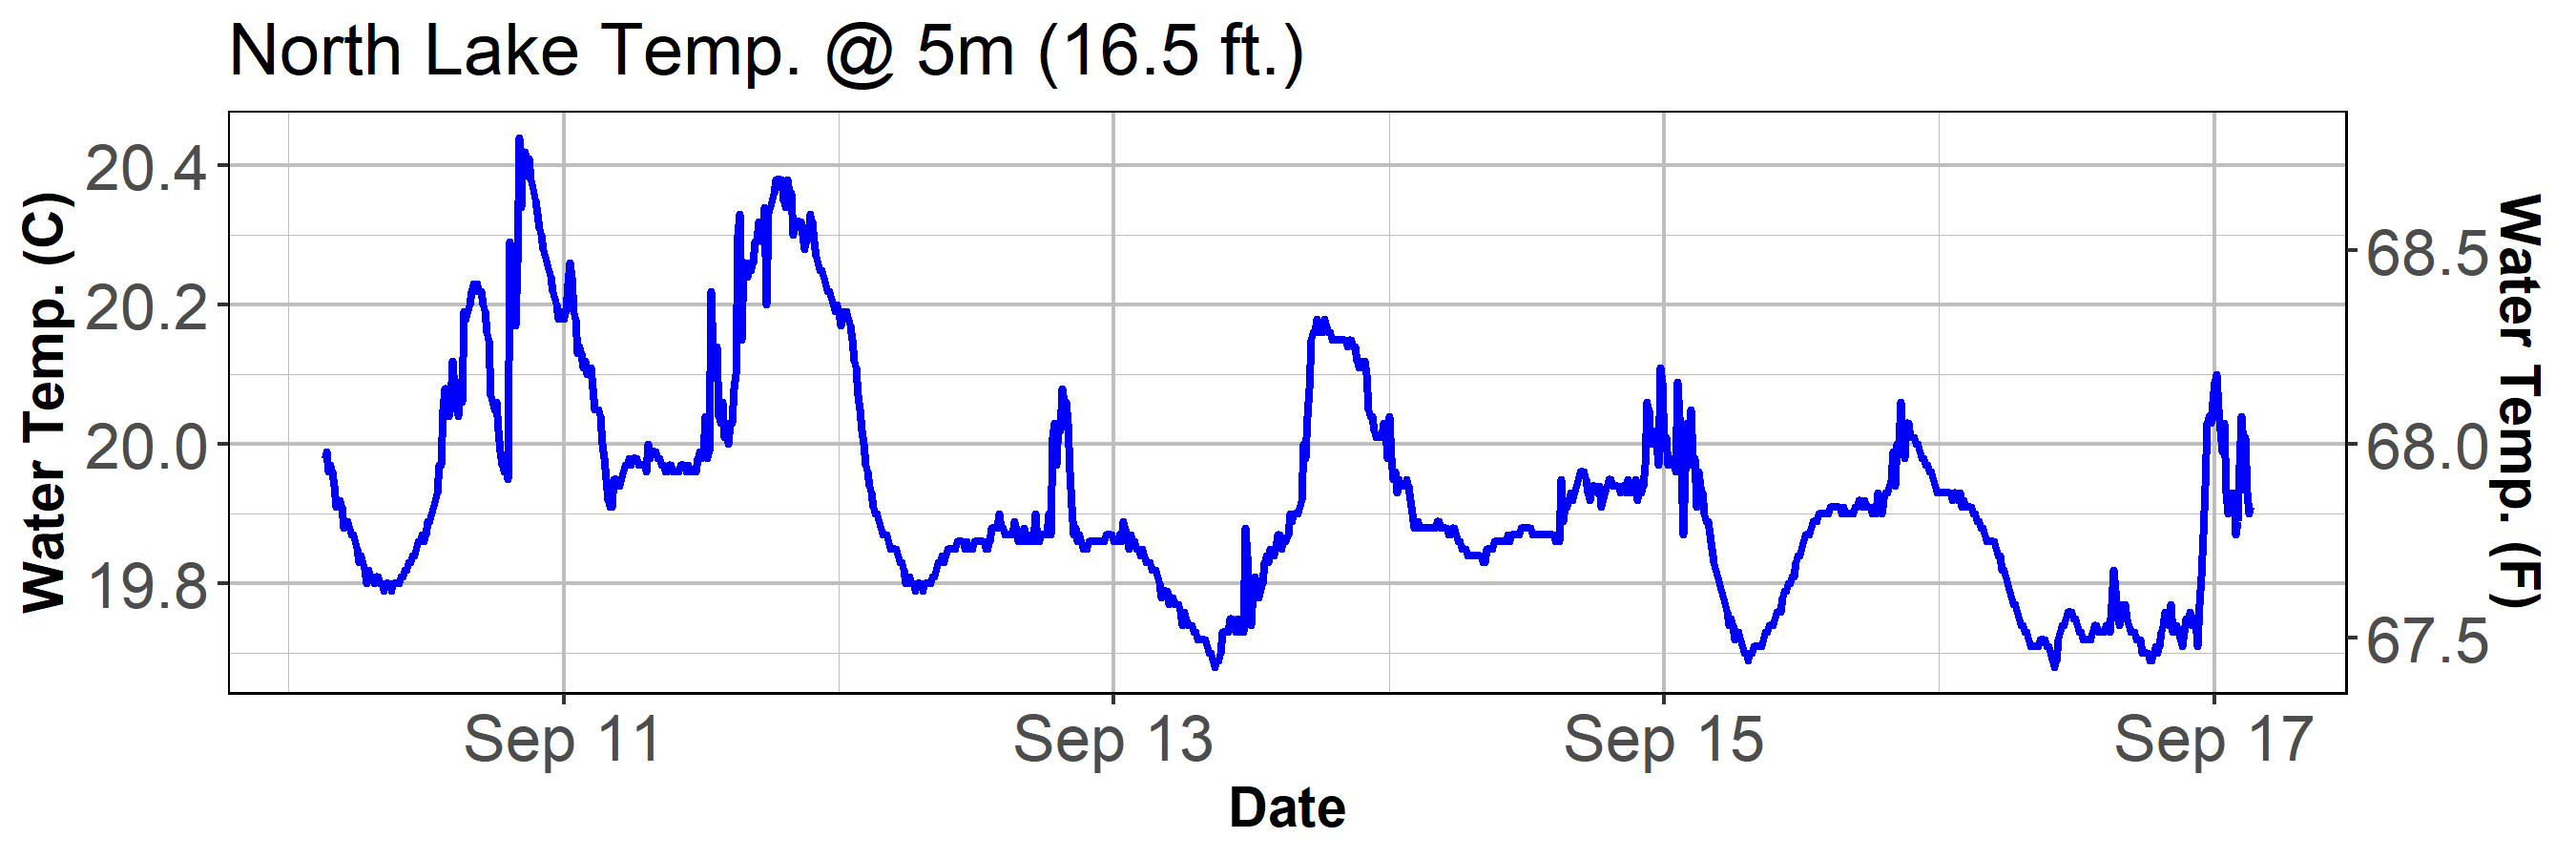 North Lake Temp. @ 5m (16.5 ft.)
Water Temp. (C)
20.4
20.2
20.0
19.8
68.5
68.0
67.5
Water Temp. (F)
Sep 11
Sep 13
Sep 15
Sep 17
Date